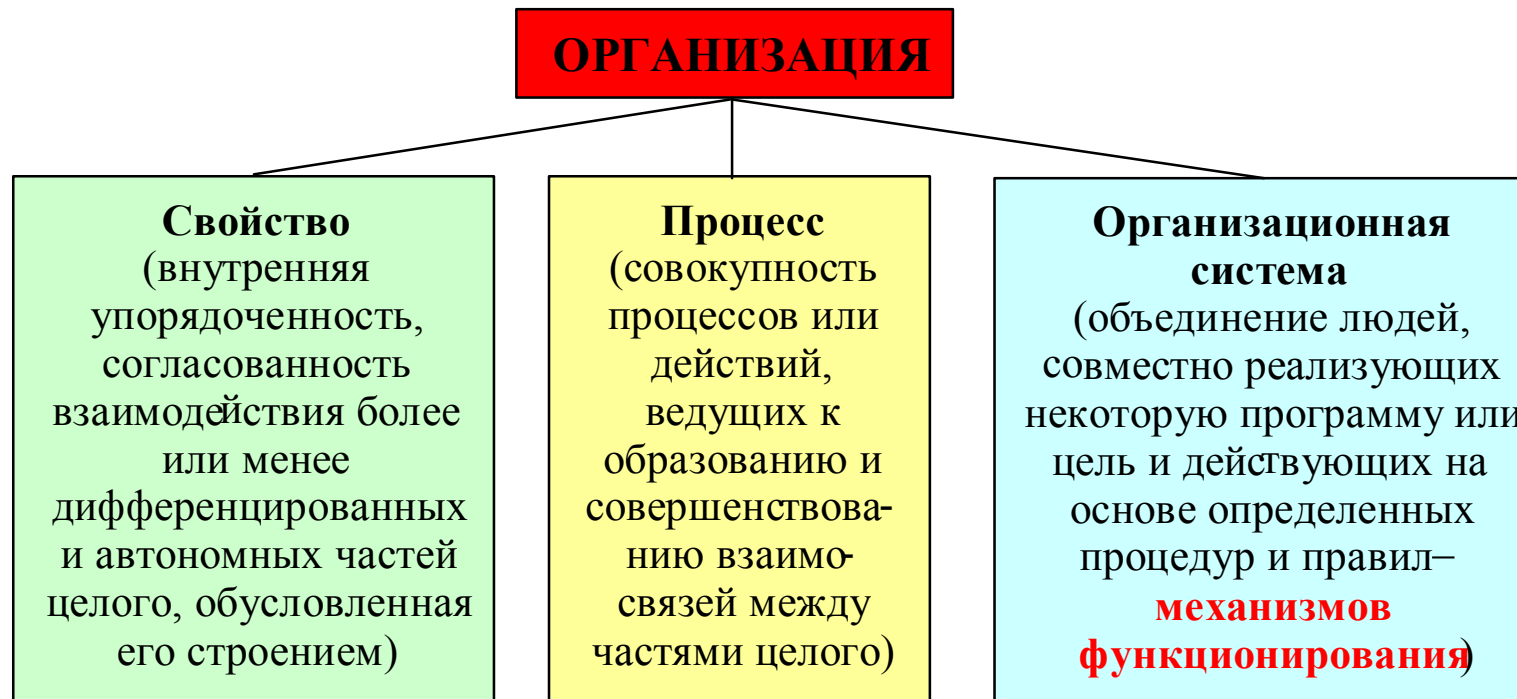 ОРГАНИЗАЦИЯ
Свойство
(внутренняя
упорядоченность,
согласованность
взаимодействия более
или менее
дифференцированных
и автономных частей
целого, обусловленная
его строением)
Процесс
(совокупность
процессов или
действий,
ведущих к
образованию и
совершенствова-
нию взаимо-
связей между
частями целого)
Организационная
система
(объединение людей,
совместно реализующих
некоторую программу или
цель и действующих на
основе определенных
процедур и правил–
механизмов
функционирования)